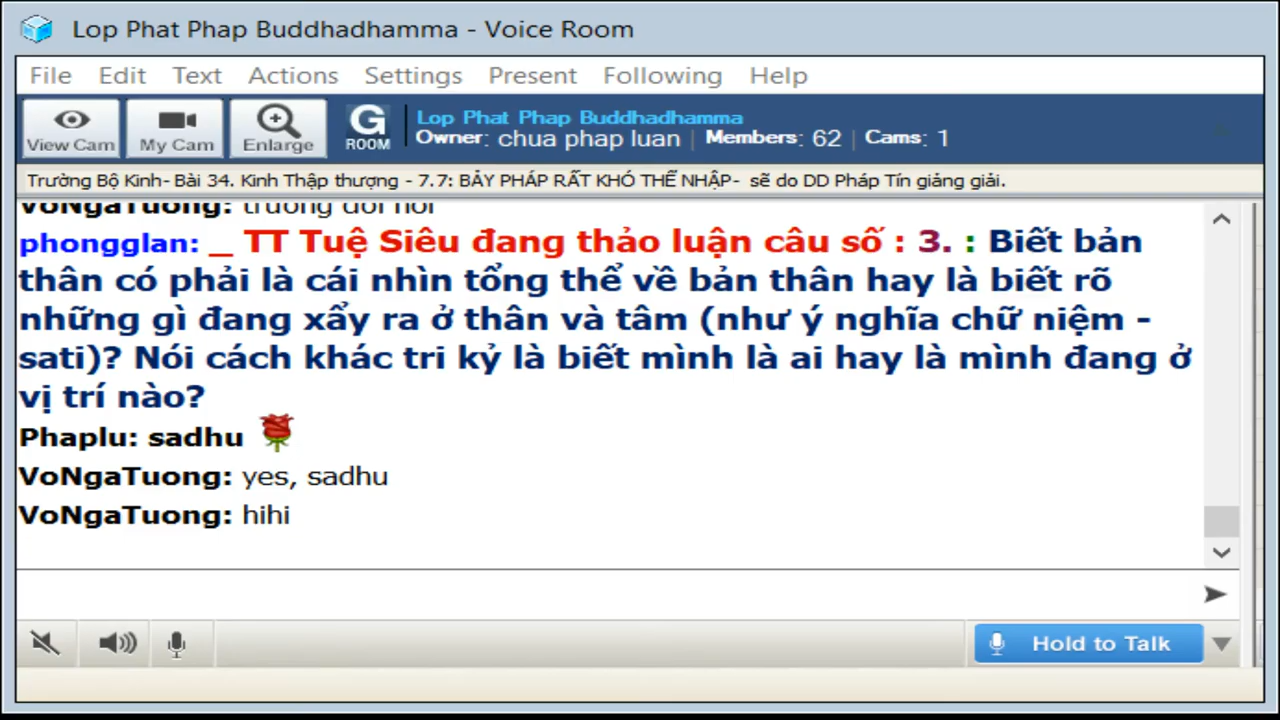 Lop Phat Phap Buddhadhamma - Voice Room
File Edit Text Actions Settings Present Following Help
View Cam My Cam Enlarge G ROOM
Lop Phat Phap Buddhadhamma
Owner: chua phap luan | Members: 62 | Cams: 1
Trường Bộ Kinh- Bài 34. Kinh Thập thượng - 7.7: BẢY PHÁP RẤT KHÓ THỂ NHẬP- sẽ do DD Pháp Tín giảng giải.
VoNgaTuong:
phongglan: _ TT Tuệ Siêu đang thảo luận câu số : 3. : Biết bản
thân có phải là cái nhìn tổng thể về bản thân hay là biết rõ
những gì đang xẩy ra ở thân và tâm (như ý nghĩa chữ niệm -
sati)? Nói cách khác tri kỷ là biết mình là ai hay là mình đang ở
vị trí nào?
Phaplu: sadhu
VoNgaTuong: yes, sadhu
VoNgaTuong: hihi
Hold to Talk